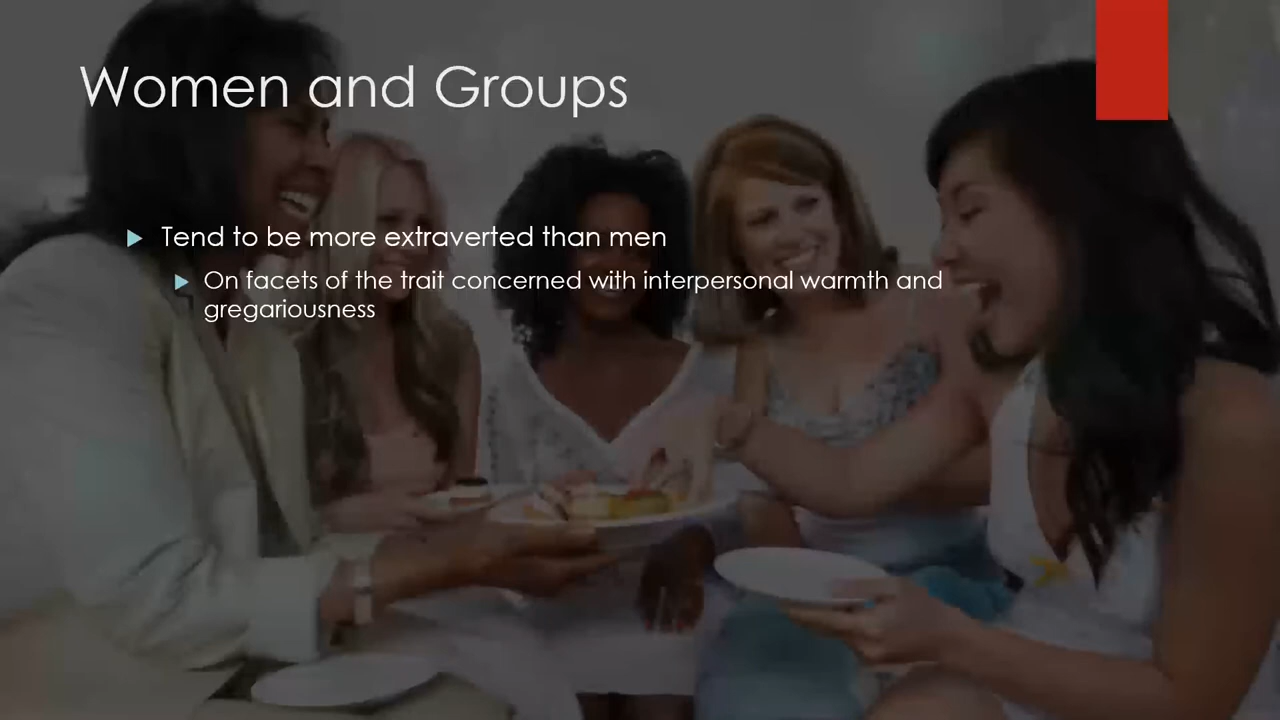 Women and Groups
Tend to be more extraverted than men
On facets of the trait concerned with interpersonal warmth and
gregariousness